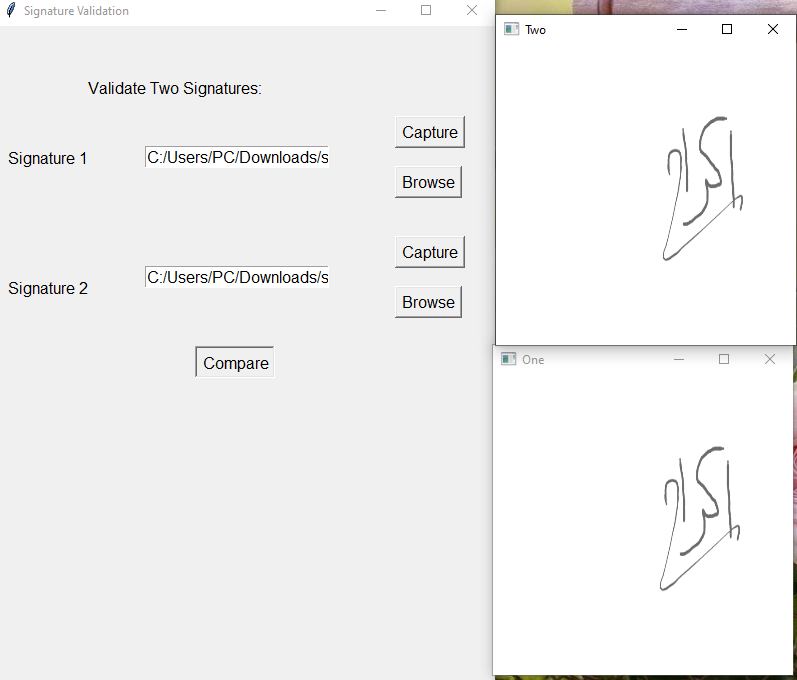 Signature Validation
Validate Two Signatures:
Capture
Signature 1
C:/Users/PC/Downloads/s
Browse
Capture
Signature 2
C:/Users/PC/Downloads/s
Browse
Compare
Two
One